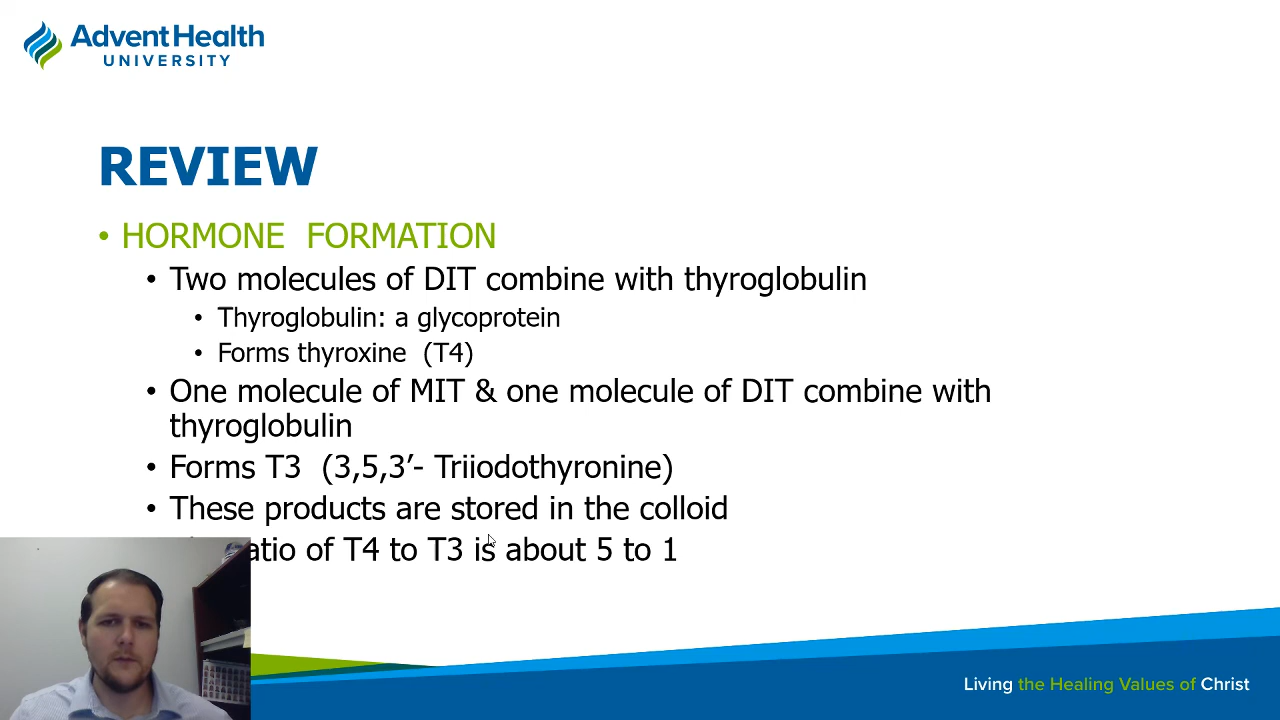 AdventHealth
UNIVERSITY
REVIEW
• HORMONE FORMATION
• Two molecules of DIT combine with thyroglobulin
• Thyroglobulin: a glycoprotein
• Forms thyroxine (T4)
• One molecule of MIT & one molecule of DIT combine with
thyroglobulin
• Forms T3 (3,5,3’- Triiodothyronine)
• These products are stored in the colloid
of T4 to T3 is about 5 to 1
Living the Healing Values of Christ